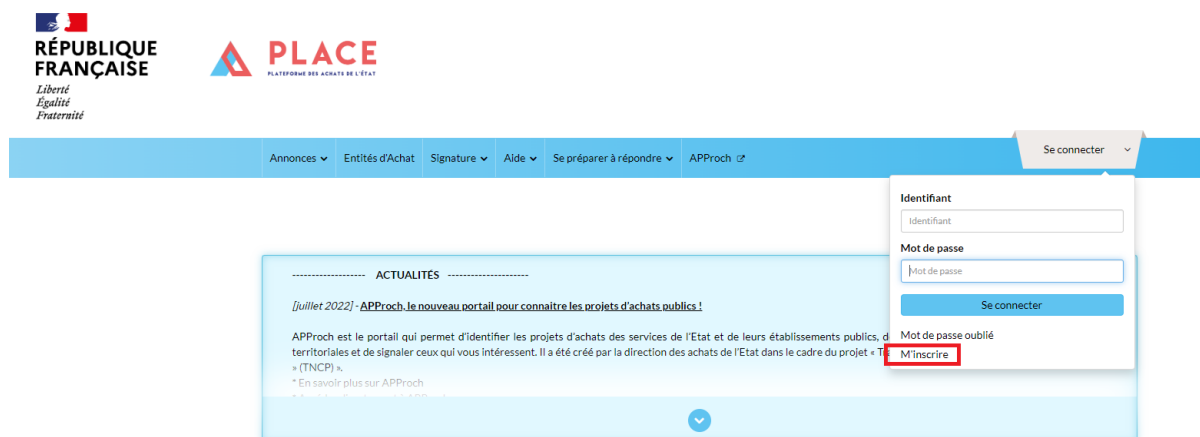 RÉPUBLIQUE
FRANÇAISE
Liberté
Égalité
Fraternité
PLACE
PLATEFORME DES ACHATS DE L'ÉTAT
Annonces Entités d'Achat Signature Aide Se préparer à répondre APProch
Se connecter
Identifiant
Identifiant
Mot de passe
Mot de passe
Se connecter
Mot de passe oublié
M'inscrire
------------------- ACTUALITÉS ---------------------
[juillet 2022] - APProch, le nouveau portail pour connaitre les projets d'achats publics !
APProch est le portail qui permet d'identifier les projets d'achats des services de l'Etat et de leurs établissements publics,
territoriales et de signaler ceux qui vous intéressent. Il a été créé par la direction des achats de l'Etat dans le cadre du projet «
» (TNCP) ».
* En savoir plus sur APProch